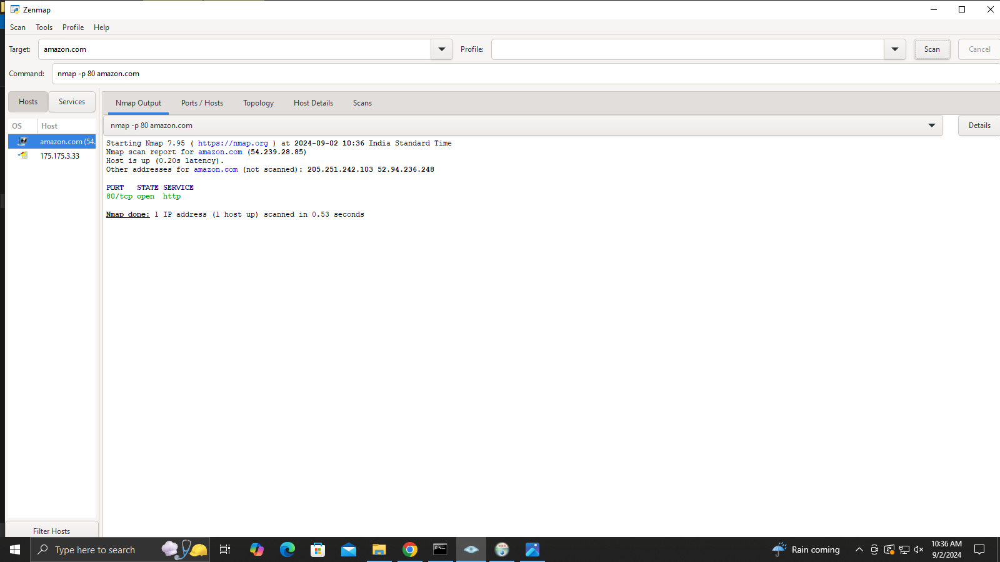 Zenmap
Scan Tools Profile Help
Target: amazon.com Profile: Scan Cancel
Command: nmap -p 80 amazon.com
Hosts Services
OS Host
amazon.com (54.
175.175.3.33
Filter Hosts
Nmap Output Ports / Hosts Topology Host Details Scans
nmap -p 80 amazon.com Details
Starting Nmap 7.95 ( https://nmap.org ) at 2024-09-02 10:36 India Standard Time
Nmap scan report for amazon.com (54.239.28.85)
Host is up (0.20s latency).
Other addresses for amazon.com (not scanned): 205.251.242.103 52.94.236.248
PORT STATE SERVICE
80/tcp open http
Nmap done: 1 IP address (1 host up) scanned in 0.53 seconds
Type here to search
Rain coming
10:36 AM
9/2/2024